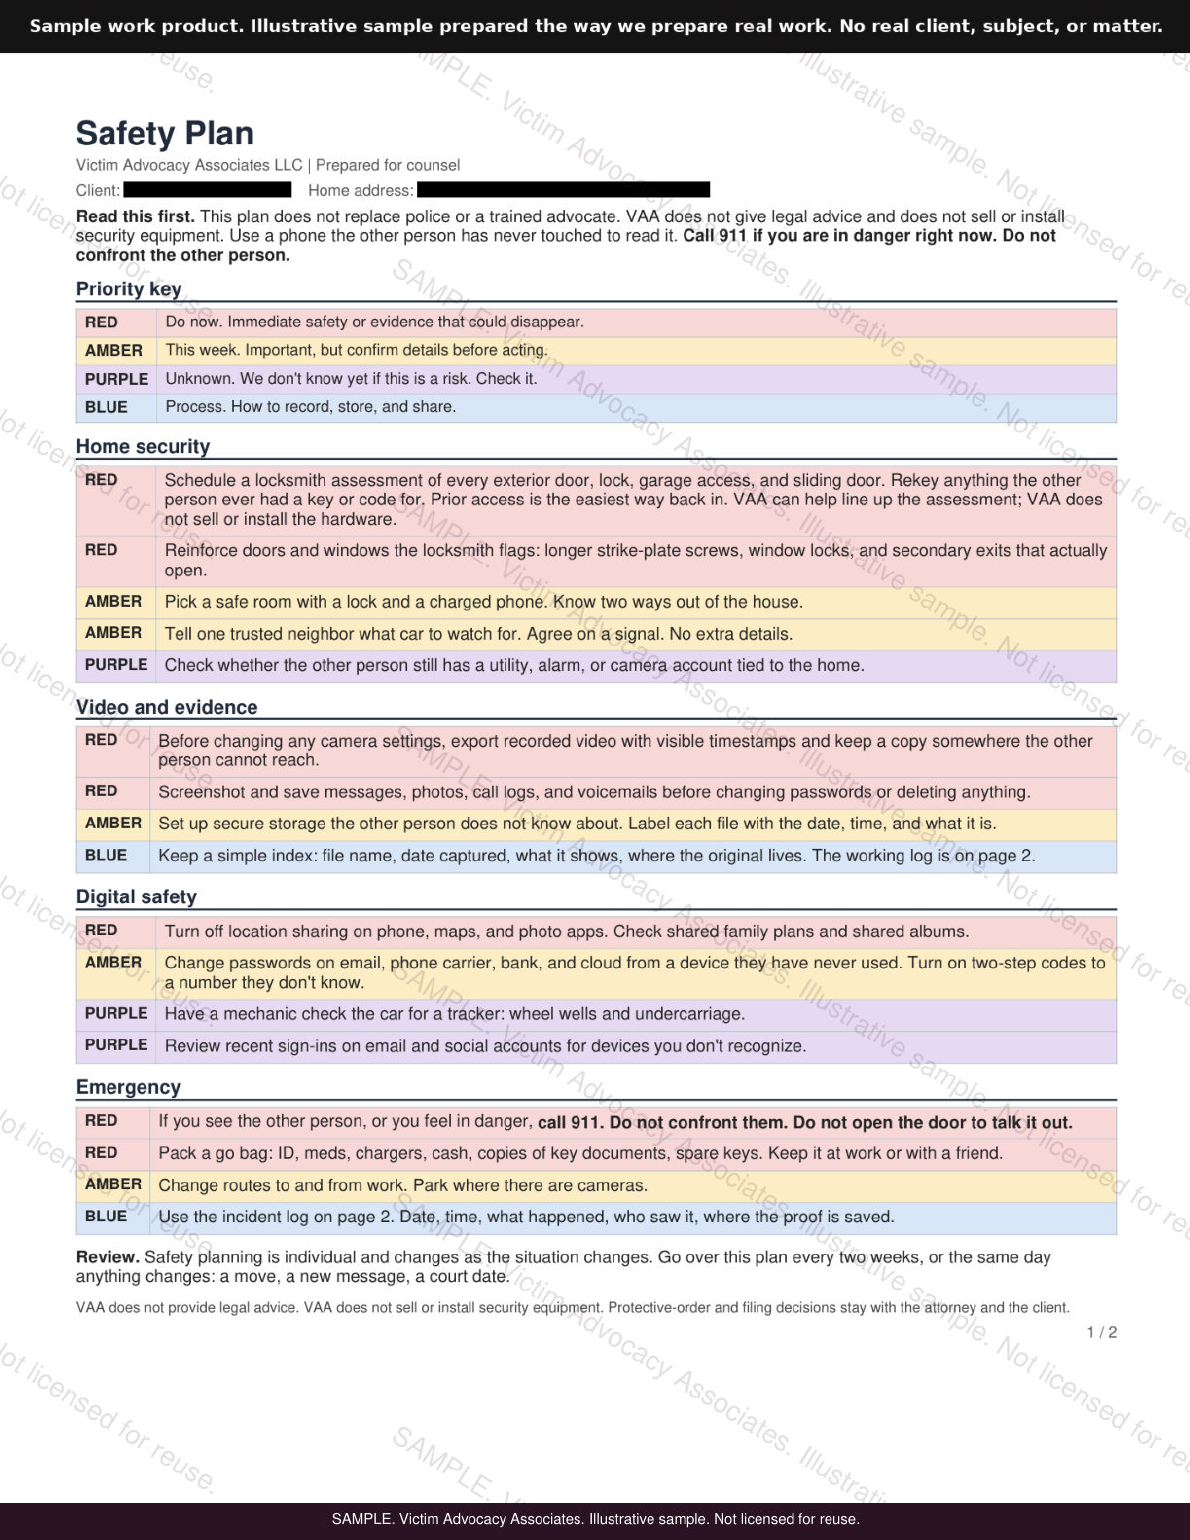 Sample work product. Illustrative sample prepared the way we prepare real work. No real client, subject, or matter.
Safety Plan
Victim Advocacy Associates LLC | Prepared for counsel
Client: Home address:
Read this first. This plan does not replace police or a trained advocate. VAA does not give legal advice and does not sell or install
security equipment. Use a phone the other person has never touched to read it. Call 911 if you are in danger right now. Do not
confront the other person.
Priority key
RED Do now. Immediate safety or evidence that could disappear.
AMBER This week. Important, but confirm details before acting.
PURPLE Unknown. We don't know yet if this is a risk. Check it.
BLUE Process. How to record, store, and share.
Home security
RED Schedule a locksmith assessment of every exterior door, lock, garage access, and sliding door. Rekey anything the other
person ever had a key or code for. Prior access is the easiest way back in. VAA can help line up the assessment; VAA does
not sell or install the hardware.
RED Reinforce doors and windows the locksmith flags: longer strike-plate screws, window locks, and secondary exits that actually
open.
AMBER Pick a safe room with a lock and a charged phone. Know two ways out of the house.
AMBER Tell one trusted neighbor what car to watch for. Agree on a signal. No extra details.
PURPLE Check whether the other person still has a utility, alarm, or camera account tied to the home.
Video and evidence
RED Before changing any camera settings, export recorded video with visible timestamps and keep a copy somewhere the other
person cannot reach.
RED Screenshot and save messages, photos, call logs, and voicemails before changing passwords or deleting anything.
AMBER Set up secure storage the other person does not know about. Label each file with the date, time, and what it is.
BLUE Keep a simple index: file name, date captured, what it shows, where the original lives. The working log is on page 2.
Digital safety
RED Turn off location sharing on phone, maps, and photo apps. Check shared family plans and shared albums.
AMBER Change passwords on email, phone carrier, bank, and cloud from a device they have never used. Turn on two-step codes to
a number they don't know.
PURPLE Have a mechanic check the car for a tracker: wheel wells and undercarriage.
PURPLE Review recent sign-ins on email and social accounts for devices you don't recognize.
Emergency
RED If you see the other person, or you feel in danger, call 911. Do not confront them. Do not open the door to talk it out.
RED Pack a go bag: ID, meds, chargers, cash, copies of key documents, spare keys. Keep it at work or with a friend.
AMBER Change routes to and from work. Park where there are cameras.
BLUE Use the incident log on page 2. Date, time, what happened, who saw it, where the proof is saved.
Review. Safety planning is individual and changes as the situation changes. Go over this plan every two weeks, or the same day
anything changes: a move, a new message, a court date.
VAA does not provide legal advice. VAA does not sell or install security equipment. Protective-order and filing decisions stay with the attorney and the client.
1 / 2
SAMPLE. Victim Advocacy Associates. Illustrative sample. Not licensed for reuse.